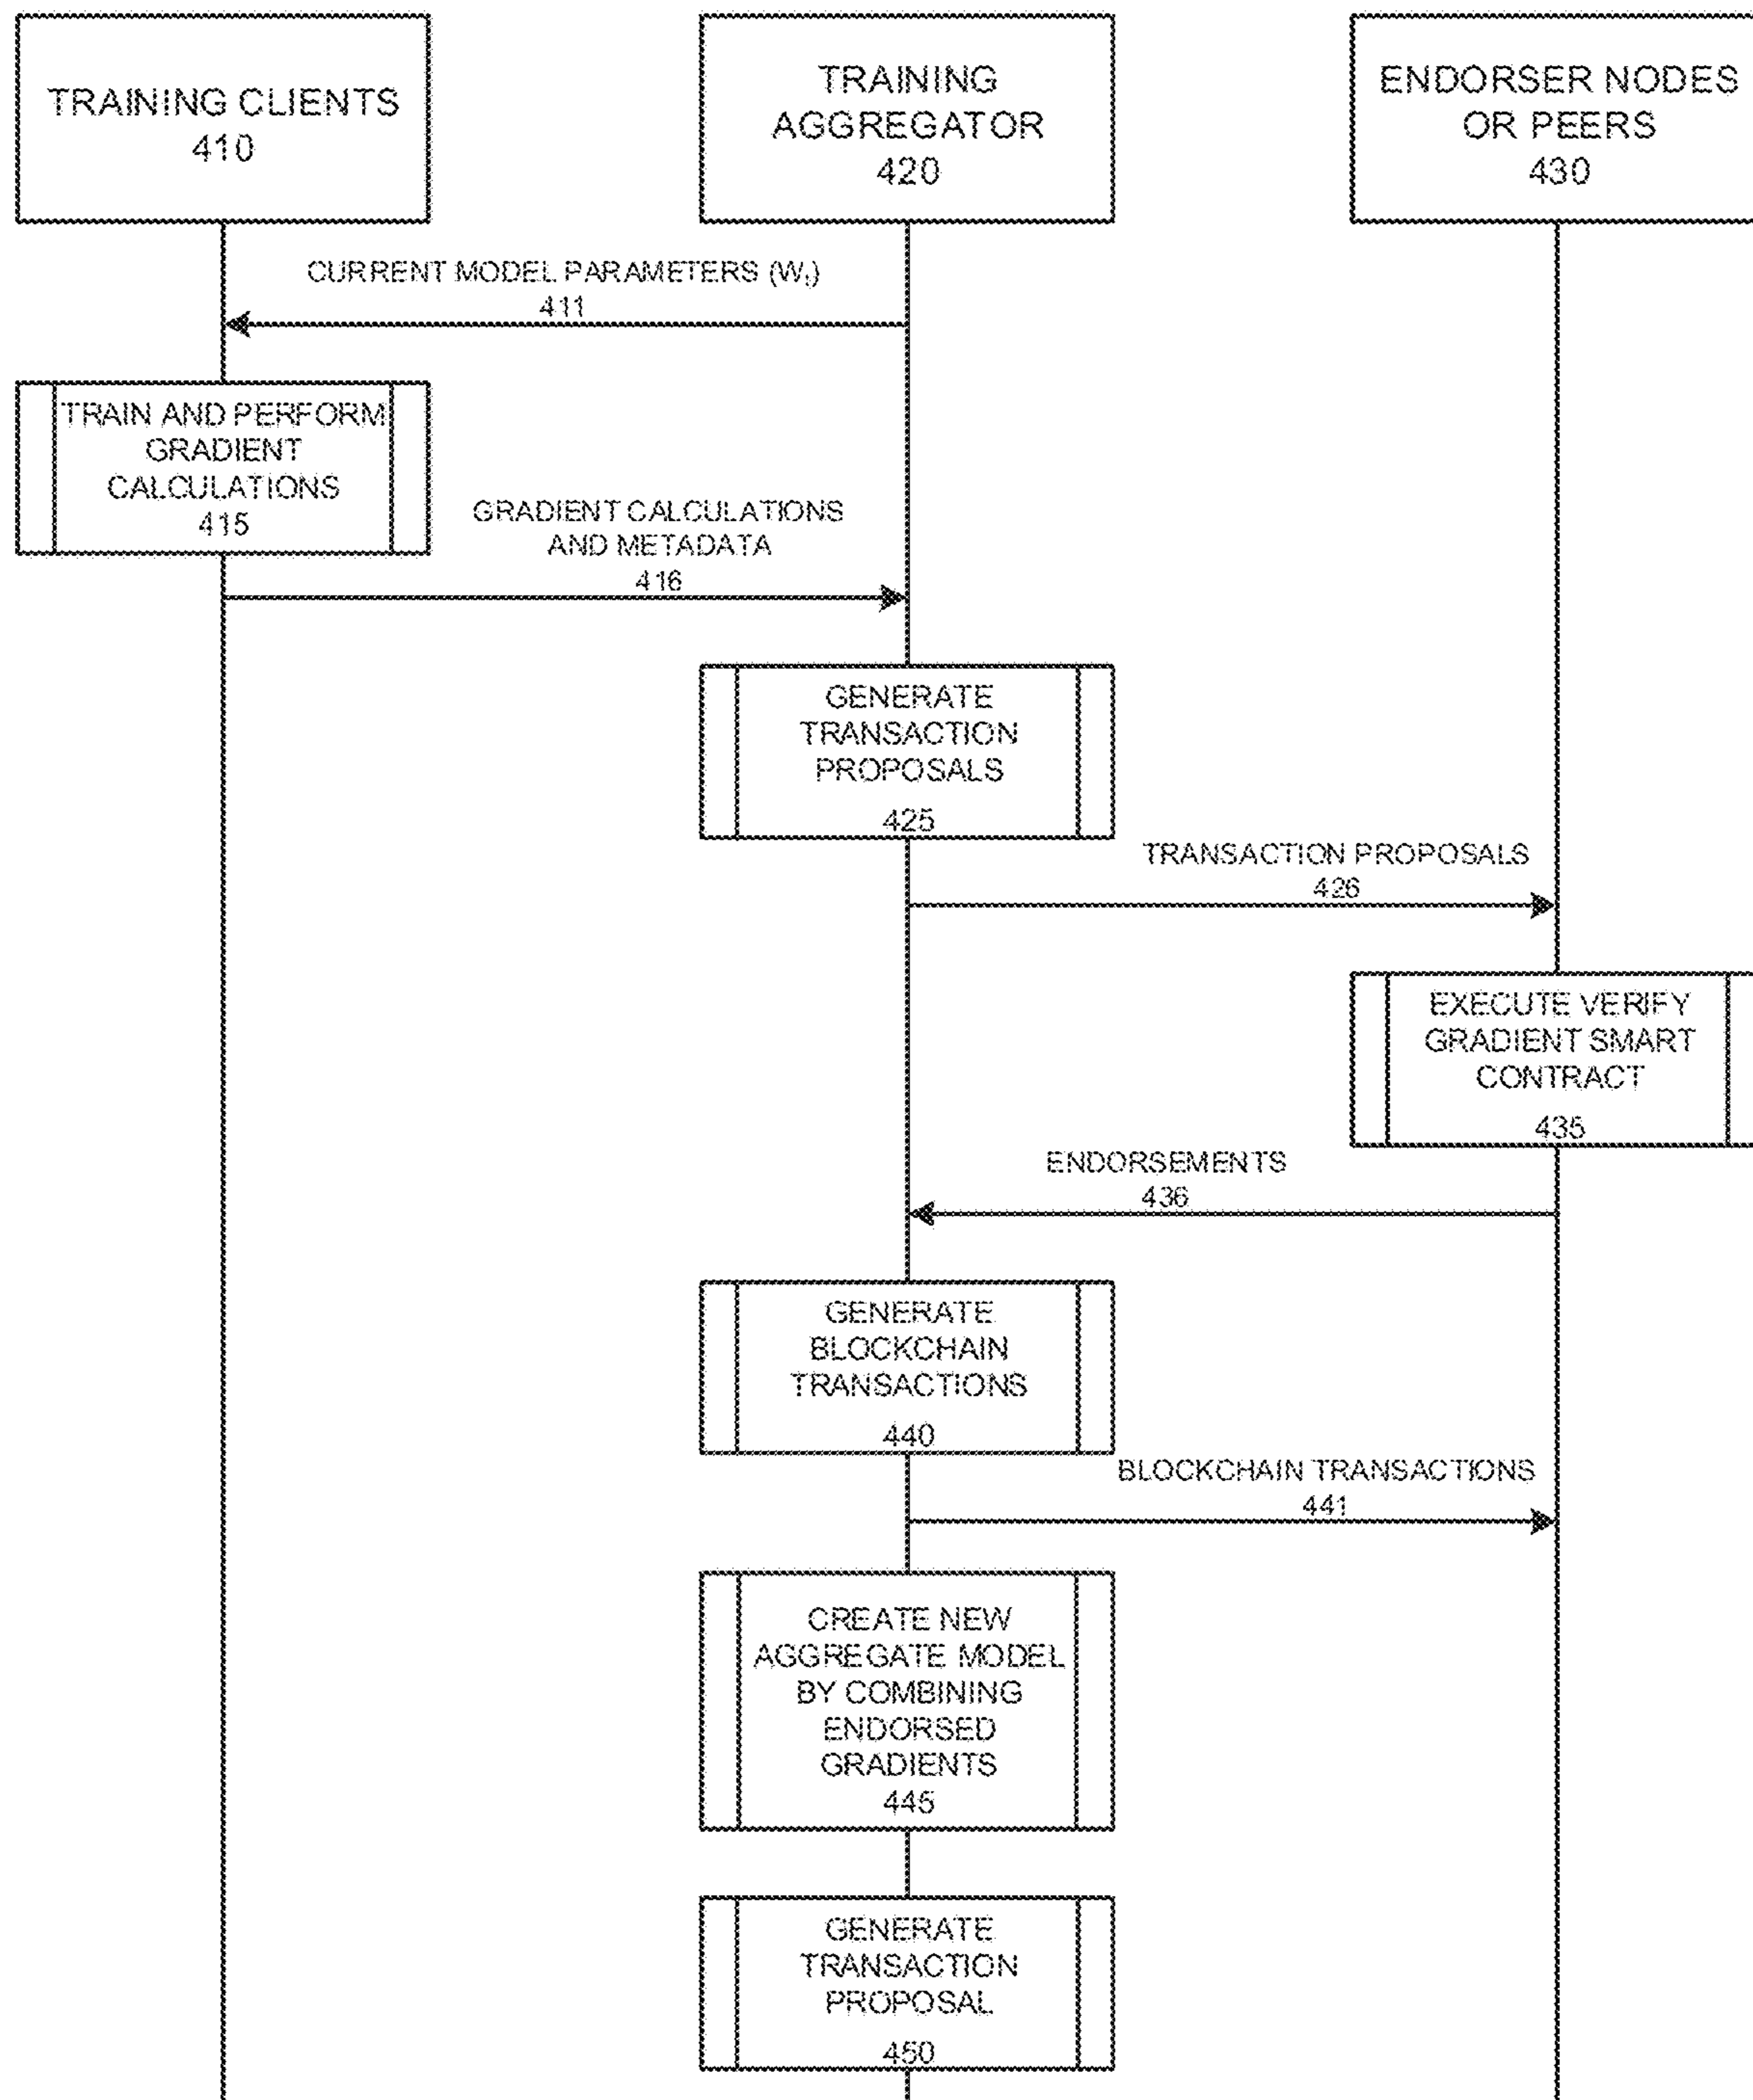 TRAINING CLIENTS
410
TRAINING
AGGREGATOR
420
ENDORSER NODES
OR PEERS
430
CURRENT MODEL PARAMETERS (Wₜ)
411
TRAIN AND PERFORM
GRADIENT
CALCULATIONS
415
GRADIENT CALCULATIONS
AND METADATA
416
GENERATE
TRANSACTION
PROPOSALS
425
TRANSACTION PROPOSALS
426
EXECUTE VERIFY
GRADIENT SMART
CONTRACT
435
ENDORSEMENTS
436
GENERATE
BLOCKCHAIN
TRANSACTIONS
440
BLOCKCHAIN TRANSACTIONS
441
CREATE NEW
AGGREGATE MODEL
BY COMBINING
ENDORSED
GRADIENTS
445
GENERATE
TRANSACTION
PROPOSAL
450